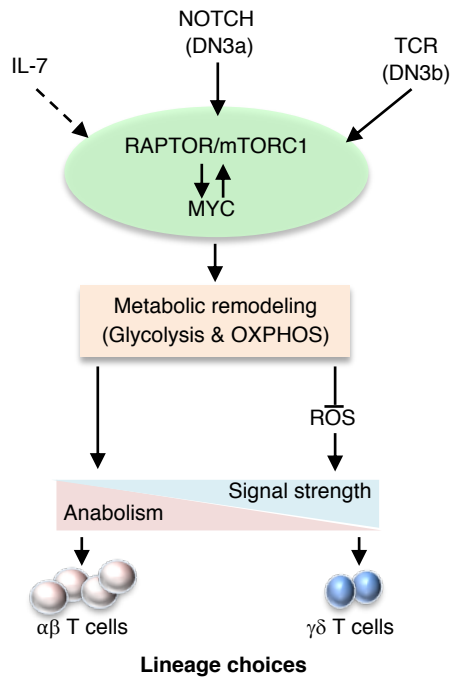 NOTCH
(DN3a)
TCR
(DN3b)
IL-7
RAPTOR/mTORC1
MYC
Metabolic remodeling
(Glycolysis & OXPHOS)
ROS
Signal strength
Anabolism
αβ T cells
γδ T cells
Lineage choices